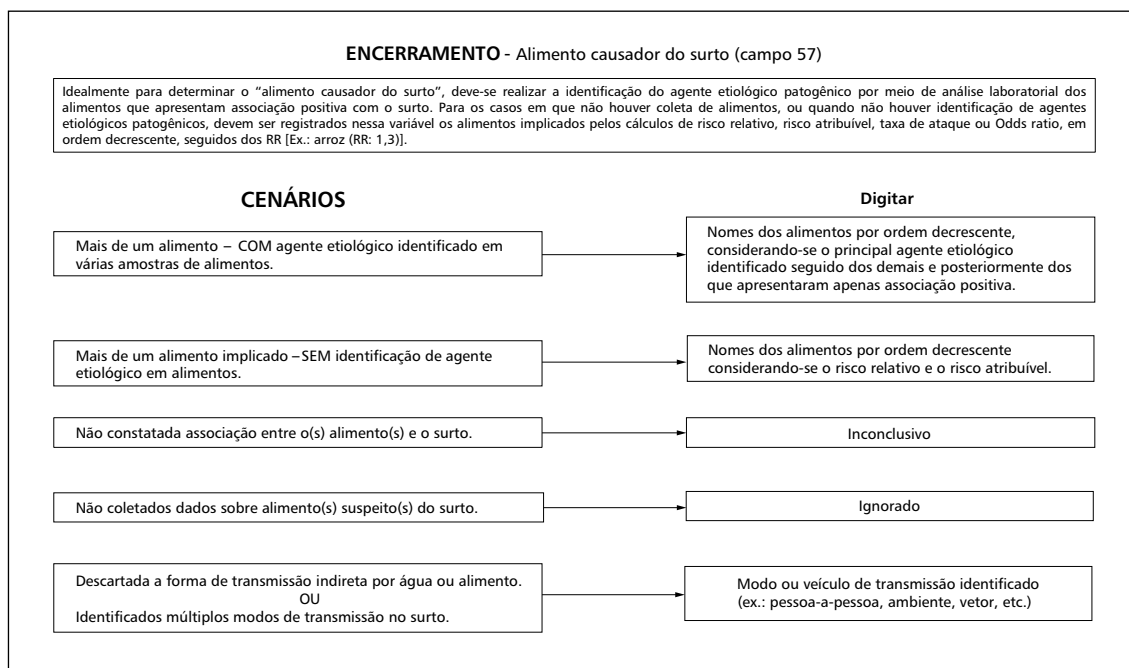 ENCERRAMENTO - Alimento causador do surto (campo 57)
Idealmente para determinar o “alimento causador do surto”, deve-se realizar a identificação do agente etiológico patogênico por meio de análise laboratorial dos
alimentos que apresentam associação positiva com o surto. Para os casos em que não houver coleta de alimentos, ou quando não houver identificação de agentes
etiológicos patogênicos, devem ser registrados nessa variável os alimentos implicados pelos cálculos de risco relativo, risco atribuível, taxa de ataque ou Odds ratio, em
ordem decrescente, seguidos dos RR [Ex.: arroz (RR: 1,3)].
CENÁRIOS
Digitar
Mais de um alimento – COM agente etiológico identificado em
várias amostras de alimentos.
Nomes dos alimentos por ordem decrescente,
considerando-se o principal agente etiológico
identificado seguido dos demais e posteriormente dos
que apresentaram apenas associação positiva.
Mais de um alimento implicado –SEM identificação de agente
etiológico em alimentos.
Nomes dos alimentos por ordem decrescente
considerando-se o risco relativo e o risco atribuível.
Não constatada associação entre o(s) alimento(s) e o surto.
Inconclusivo
Não coletados dados sobre alimento(s) suspeito(s) do surto.
Ignorado
Descartada a forma de transmissão indireta por água ou alimento.
OU
Identificados múltiplos modos de transmissão no surto.
Modo ou veículo de transmissão identificado
(ex.: pessoa-a-pessoa, ambiente, vetor, etc.)